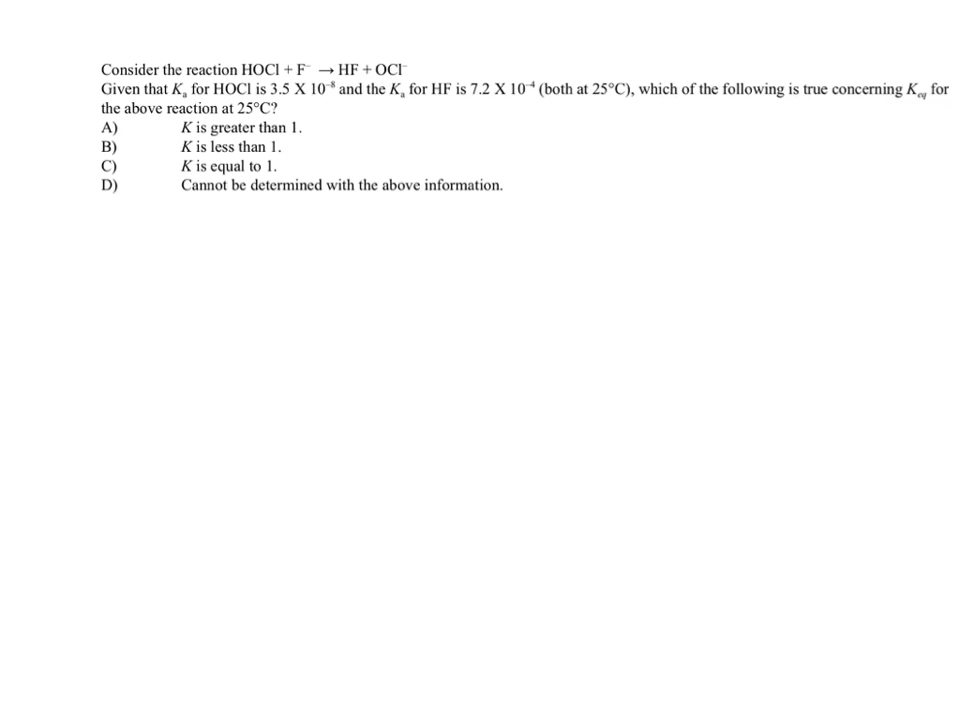 Consider the reaction HOCl + F⁻ → HF + OCl⁻
Given that Kₐ for HOCl is 3.5 X 10⁻⁸ and the Kₐ for HF is 7.2 X 10⁻⁴ (both at 25°C), which of the following is true concerning K_eq for
the above reaction at 25°C?
A) K is greater than 1.
B) K is less than 1.
C) K is equal to 1.
D) Cannot be determined with the above information.